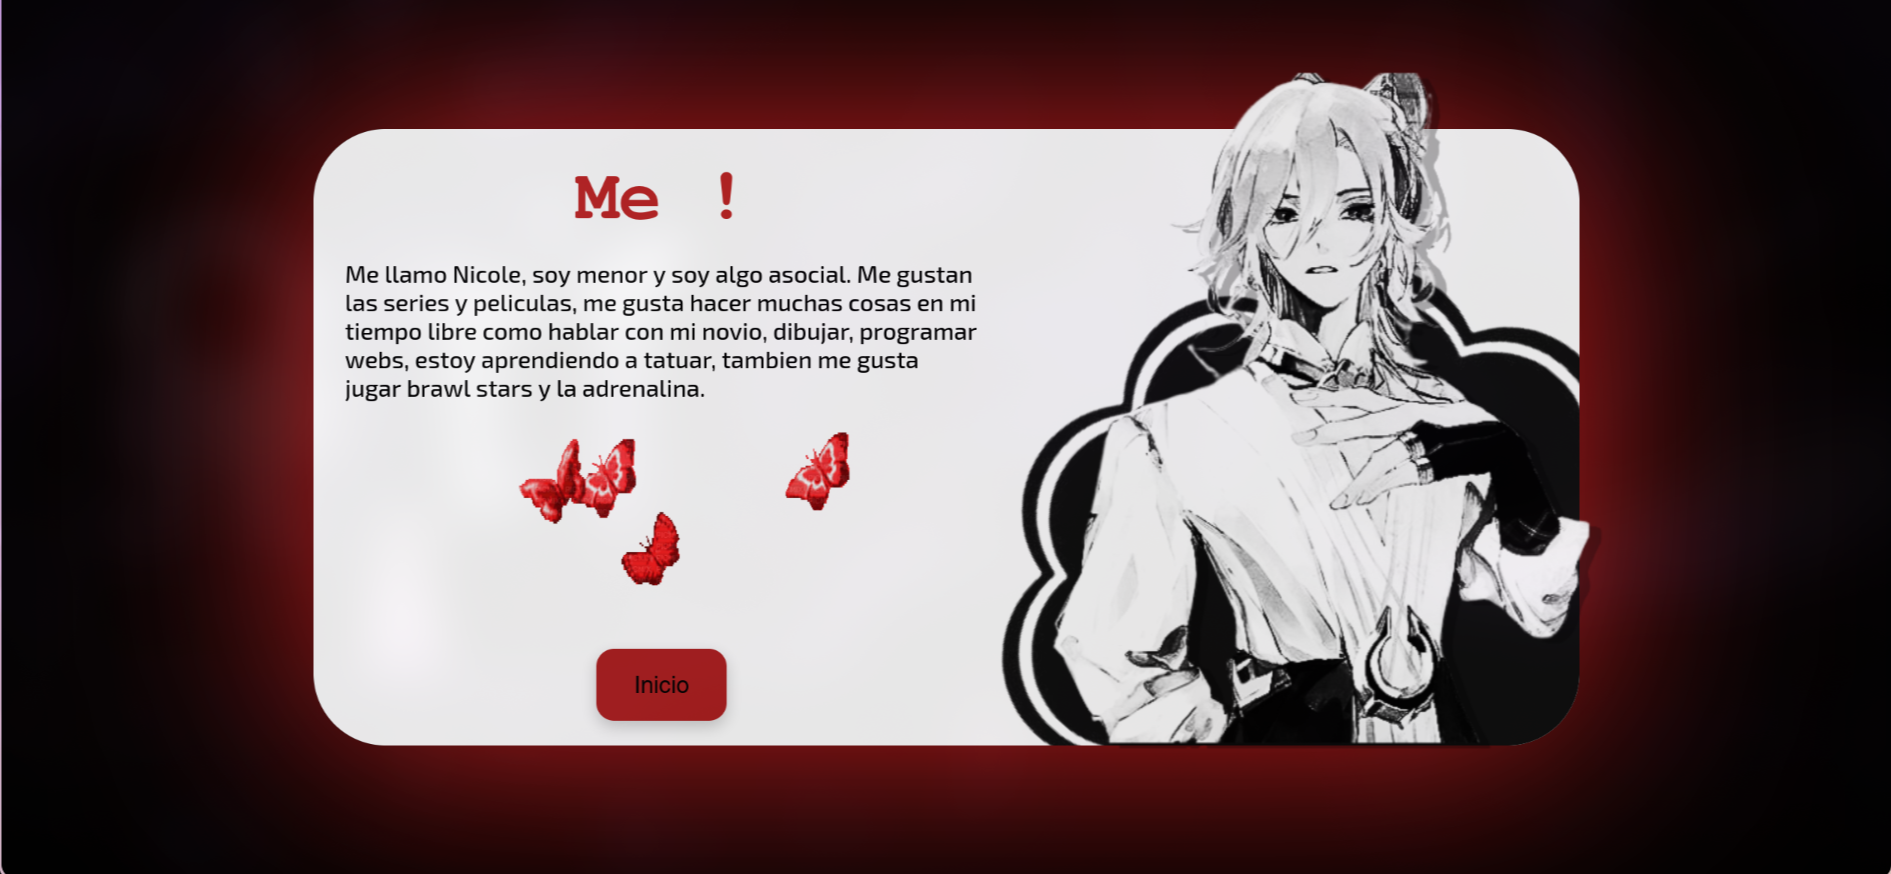 Me !
Me llamo Nicole, soy menor y soy algo asocial. Me gustan
las series y peliculas, me gusta hacer muchas cosas en mi
tiempo libre como hablar con mi novio, dibujar, programar
webs, estoy aprendiendo a tatuar, tambien me gusta
jugar brawl stars y la adrenalina.
Inicio